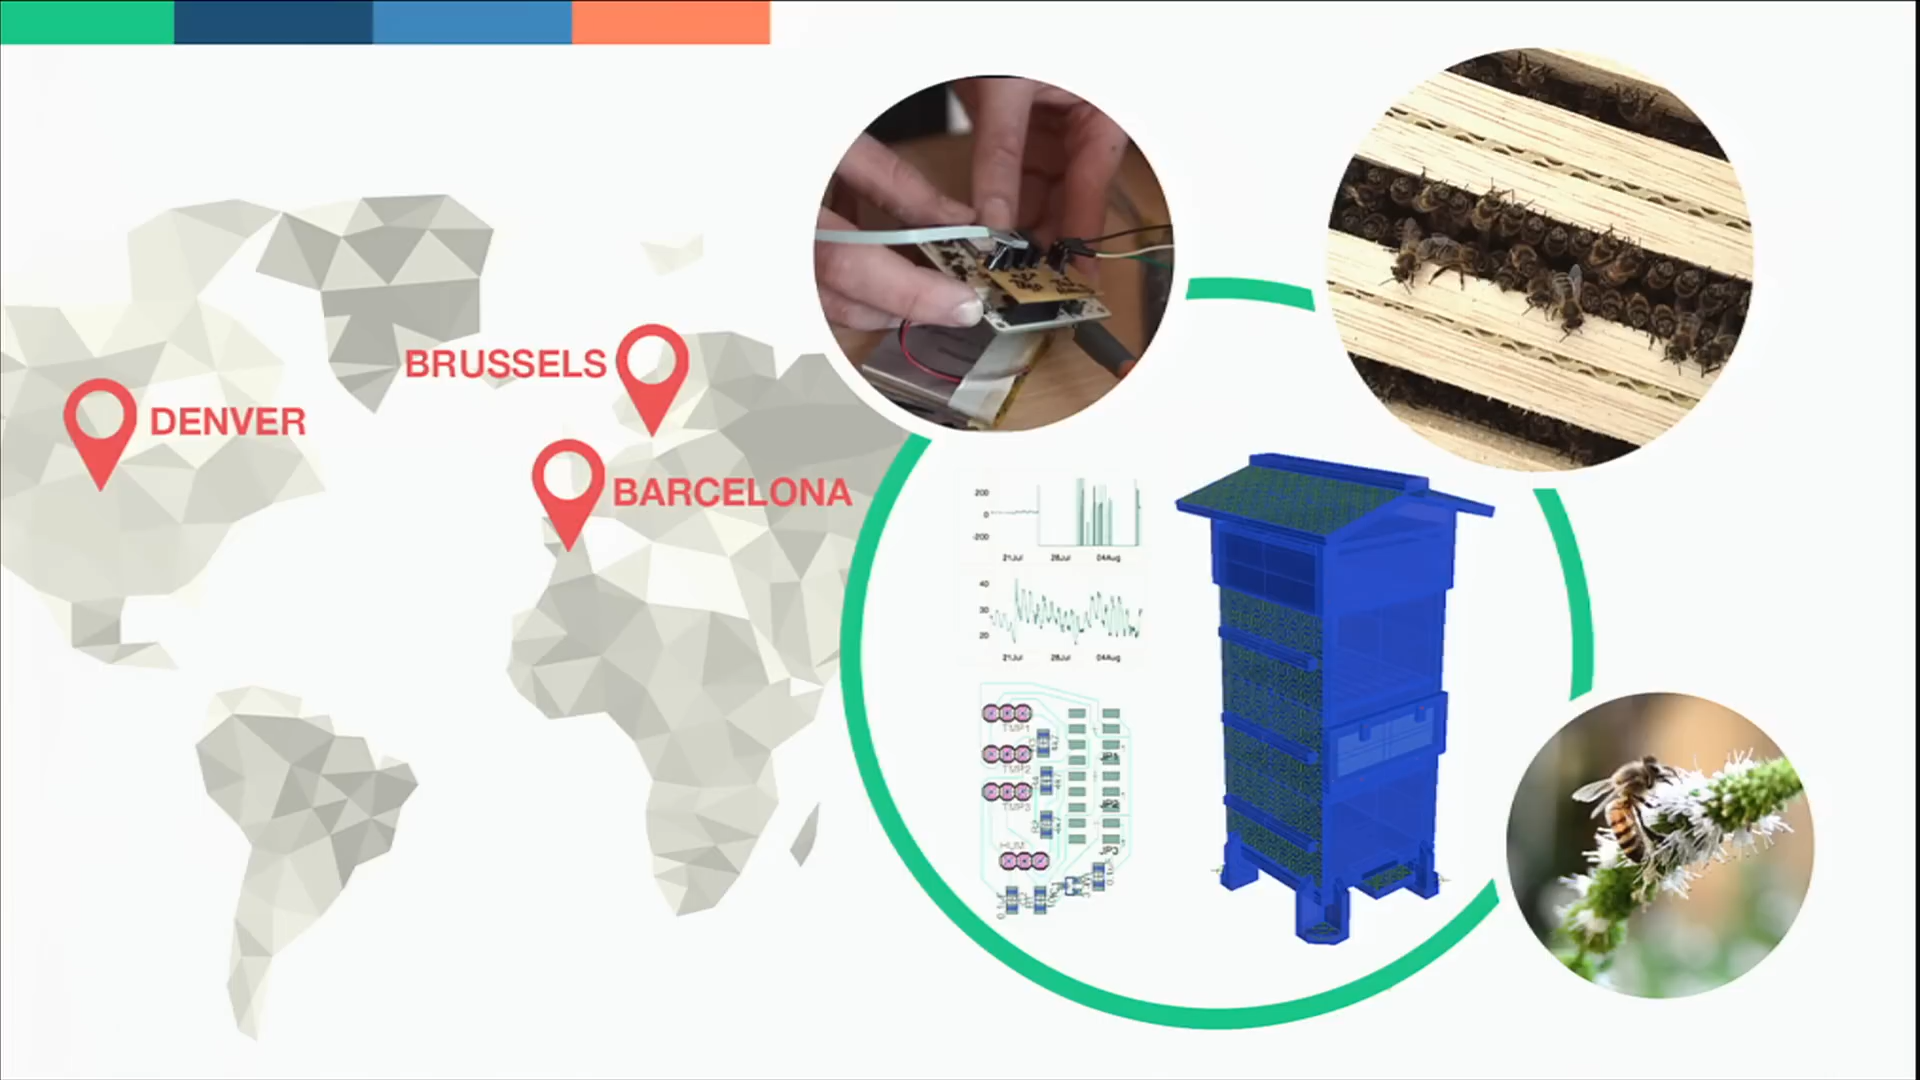 BRUSSELS
DENVER
BARCELONA
200
0
-200
21Jul
28Jul
04Aug
40
30
20
21Jul
28Jul
04Aug
TMP1
TMP2
JP1
TMP3
JP2
HUM
JP3